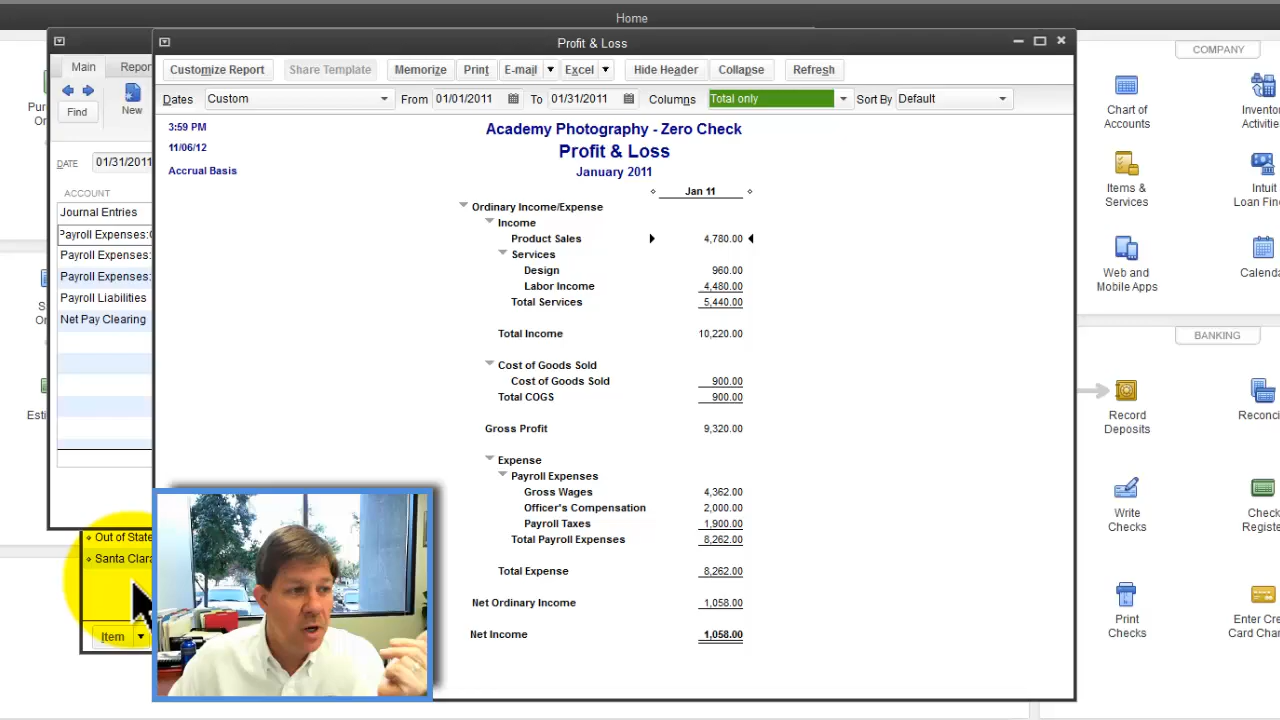 Home
Profit & Loss
Customize Report Share Template Memorize Print E-mail Excel Hide Header Collapse Refresh
Dates Custom From 01/01/2011 To 01/31/2011 Columns Total only Sort By Default
3:59 PM
11/06/12
Accrual Basis
Academy Photography - Zero Check
Profit & Loss
January 2011
Jan 11
Ordinary Income/Expense
Income
Product Sales 4,780.00
Services
Design 960.00
Labor Income 4,480.00
Total Services 5,440.00
Total Income 10,220.00
Cost of Goods Sold
Cost of Goods Sold 900.00
Total COGS 900.00
Gross Profit 9,320.00
Expense
Payroll Expenses
Gross Wages 4,362.00
Officer's Compensation 2,000.00
Payroll Taxes 1,900.00
Total Payroll Expenses 8,262.00
Total Expense 8,262.00
Net Ordinary Income 1,058.00
Net Income 1,058.00
Main Repor
Find
New
DATE 01/31/2011
ACCOUNT
Journal Entries
Payroll Expenses:
Payroll Expenses:
Payroll Expenses:
Payroll Liabilities
Net Pay Clearing
Out of State
Santa Clara
Item
Pur
Or
S
Or
Esti
COMPANY
Chart of
Accounts
Inventor
Activitie
Items &
Services
Intuit
Loan Fin
Web and
Mobile Apps
Calenda
BANKING
Record
Deposits
Reconci
Write
Checks
Check
Registe
Print
Checks
Enter Cre
Card Char